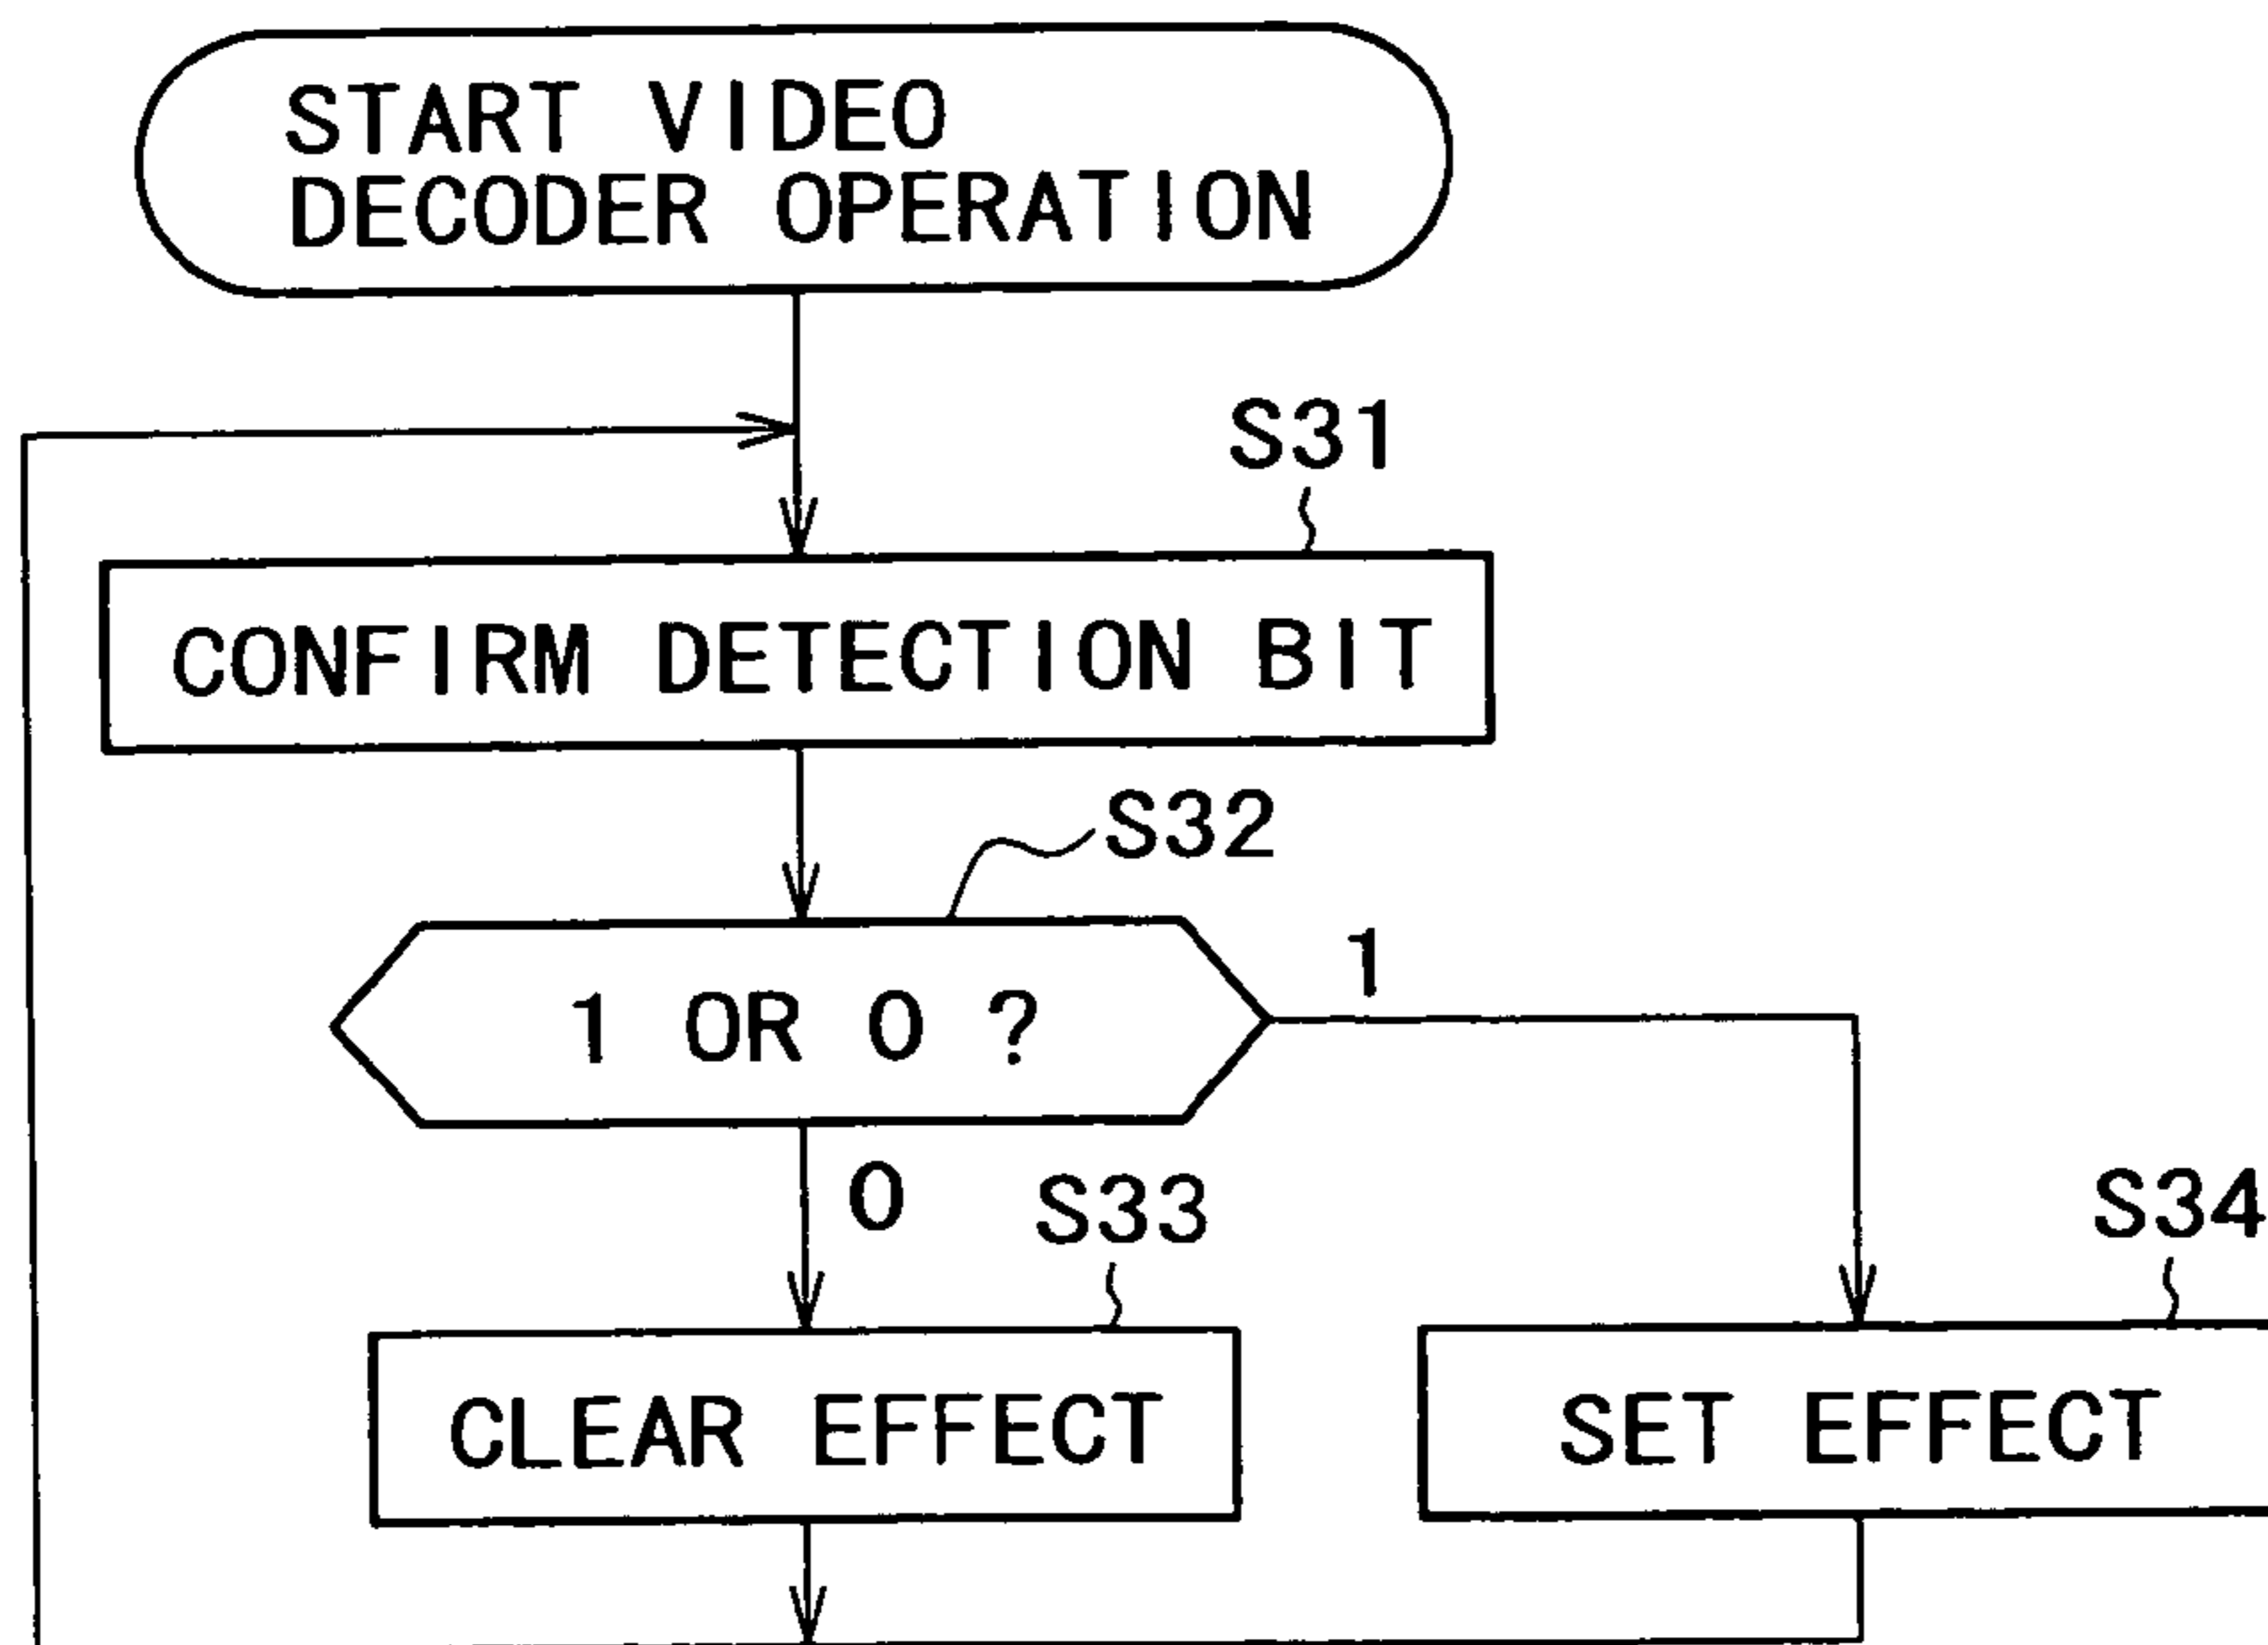 START VIDEO
DECODER OPERATION
S31
CONFIRM DETECTION BIT
S32
1 OR 0 ?
1
0
S33
S34
CLEAR EFFECT
SET EFFECT